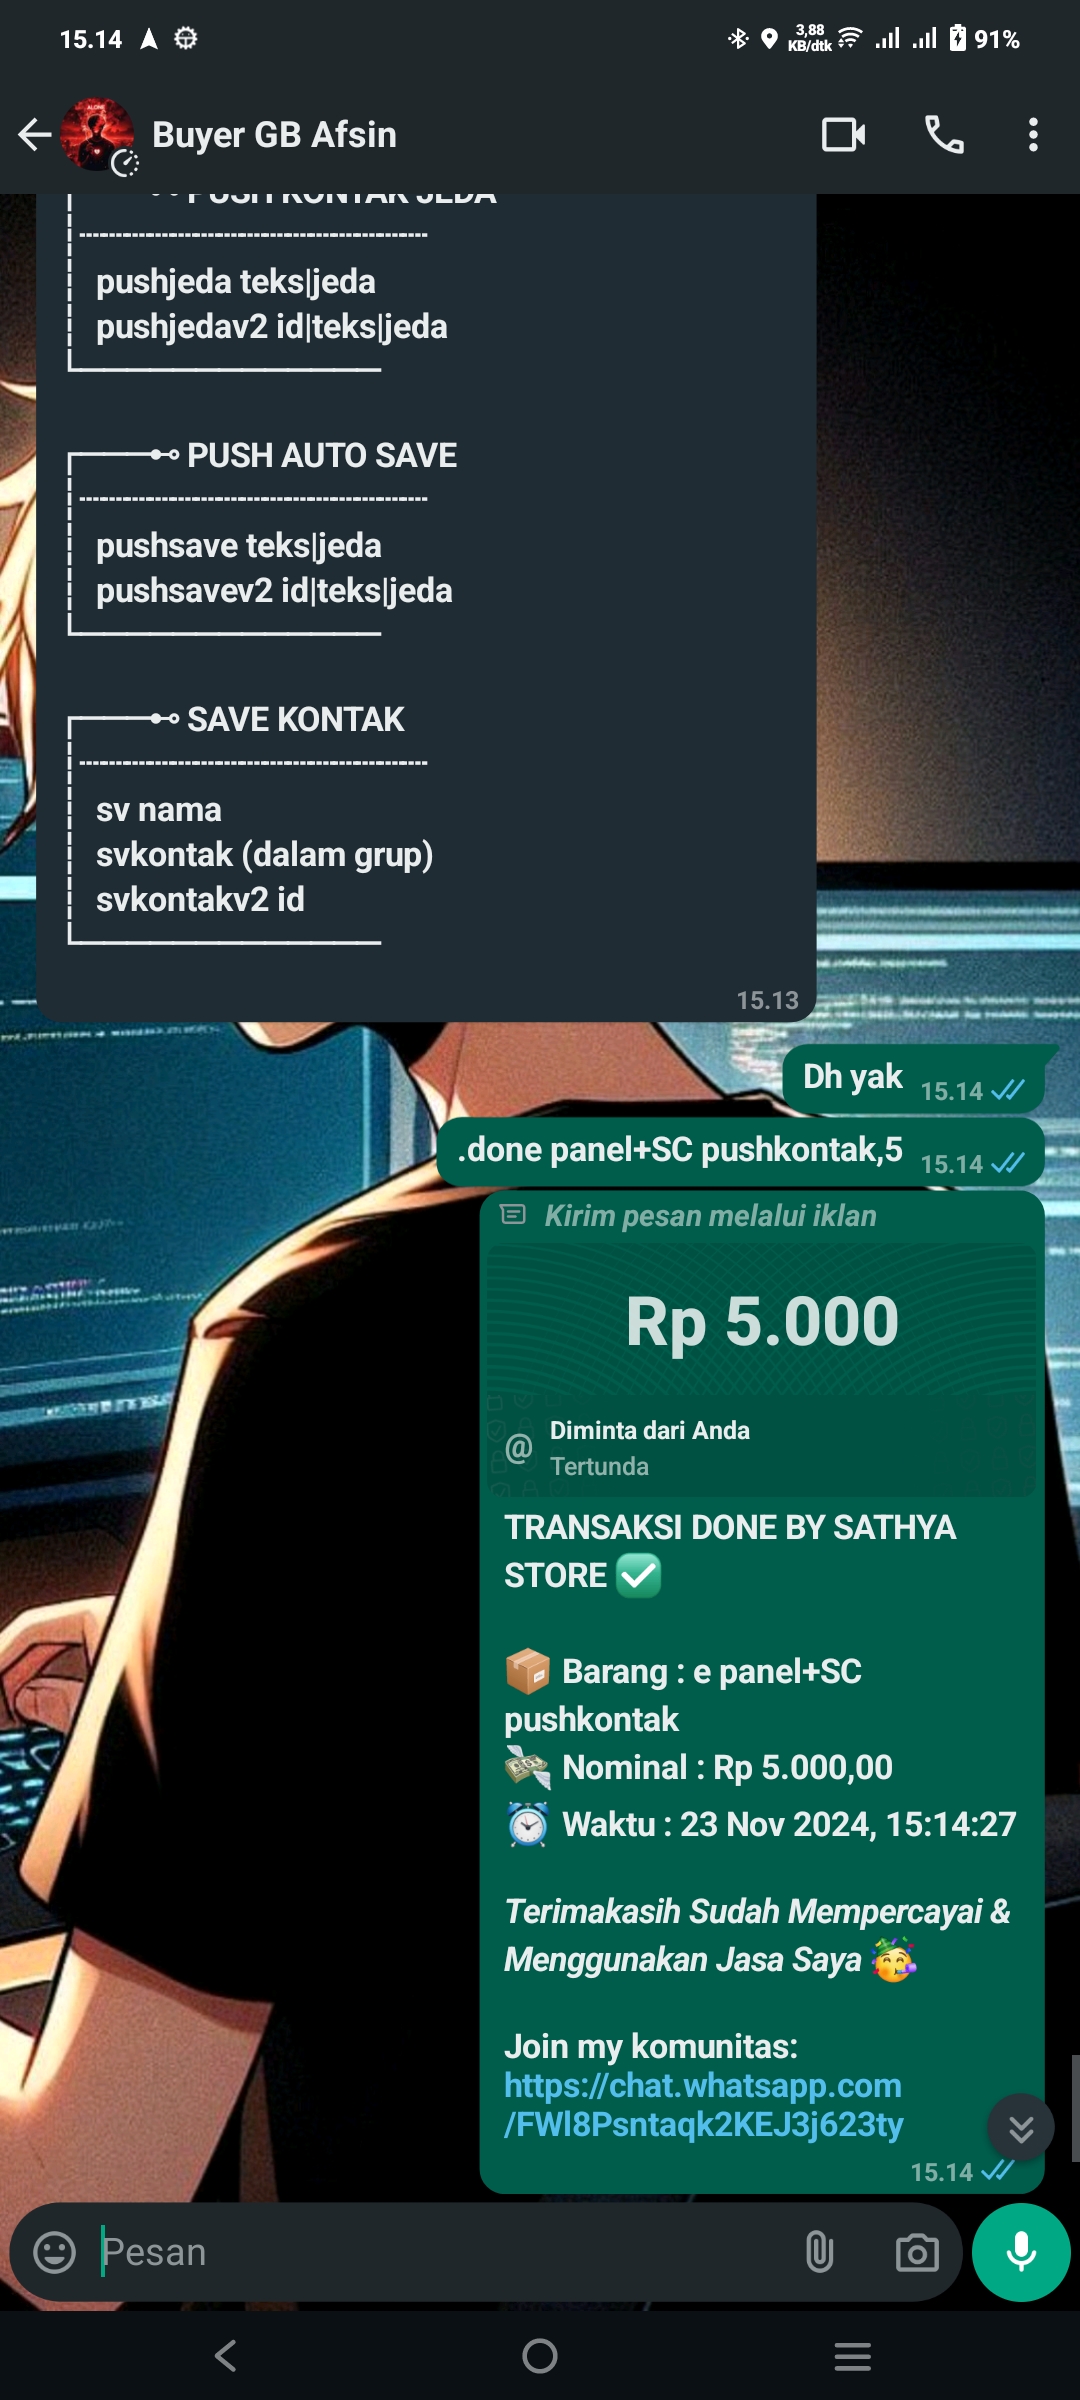 15.14
3,88
KB/dtk
91%
Buyer GB Afsin
PUSH KONTAK JEDA
pushjeda teks|jeda
pushjedav2 id|teks|jeda
PUSH AUTO SAVE
pushsave teks|jeda
pushsavev2 id|teks|jeda
SAVE KONTAK
sv nama
svkontak (dalam grup)
svkontakv2 id
15.13
Dh yak 15.14
.done panel+SC pushkontak,5 15.14
Kirim pesan melalui iklan
Rp 5.000
@ Diminta dari Anda
Tertunda
TRANSAKSI DONE BY SATHYA
STORE ✅
📦 Barang : e panel+SC
pushkontak
💸 Nominal : Rp 5.000,00
⏰ Waktu : 23 Nov 2024, 15:14:27
Terimakasih Sudah Mempercayai &
Menggunakan Jasa Saya 🥳
Join my komunitas:
https://chat.whatsapp.com
/FWl8Psntaqk2KEJ3j623ty
15.14
Pesan